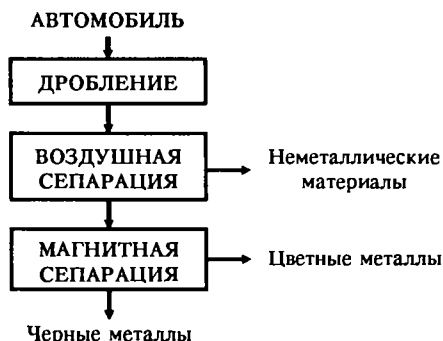 АВТОМОБИЛЬ
ДРОБЛЕНИЕ
ВОЗДУШНАЯ
СЕПАРАЦИЯ
Неметаллические
материалы
МАГНИТНАЯ
СЕПАРАЦИЯ
Цветные металлы
Черные металлы